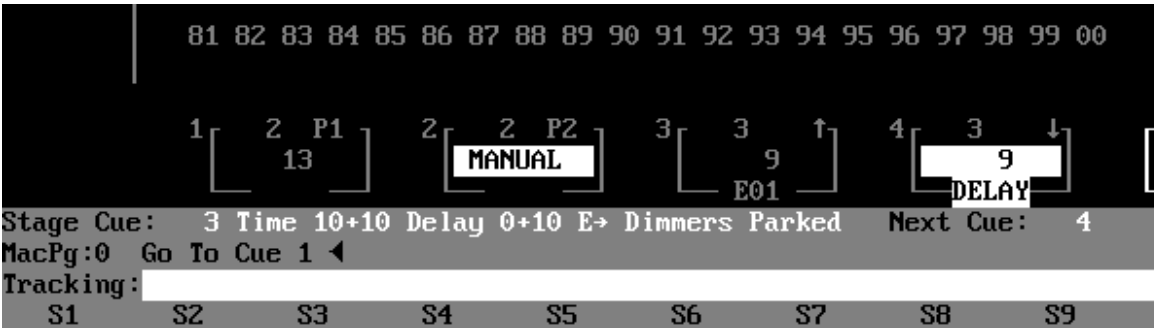 81 82 83 84 85 86 87 88 89 90 91 92 93 94 95 96 97 98 99 00
1 2 P1 2 2 P2 3 3 ↑ 4 3 ↓
13 MANUAL 9 9
E01 DELAY
Stage Cue: 3 Time 10+10 Delay 0+10 E→ Dimmers Parked Next Cue: 4
MacPg:0 Go To Cue 1 ◀
Tracking:
S1 S2 S3 S4 S5 S6 S7 S8 S9